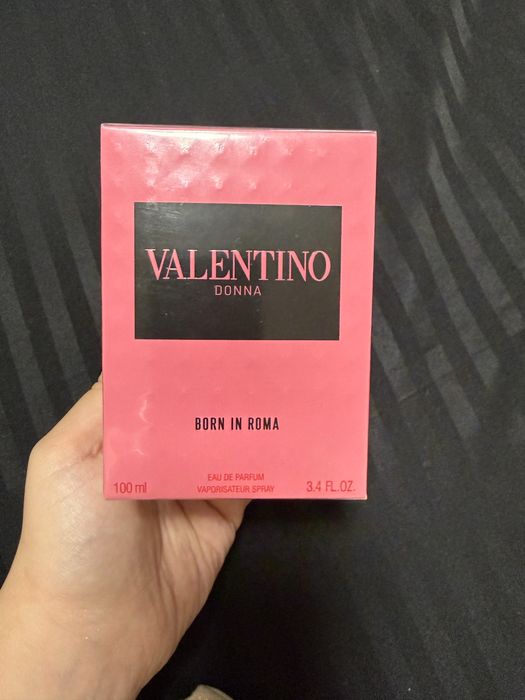 VALENTINO
DONNA
BORN IN ROMA
EAU DE PARFUM
100 ml VAPORISATEUR SPRAY 3.4 FL.OZ.